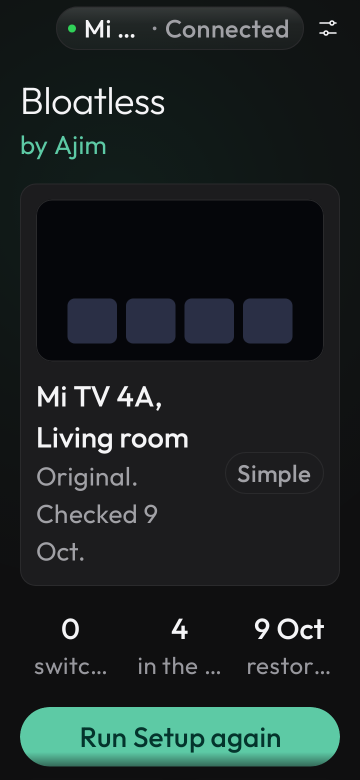 Mi ... · Connected
Bloatless
by Ajim
Mi TV 4A,
Living room
Original.
Checked 9
Oct.
Simple
0 4 9 Oct
switc... in the ... restor...
Run Setup again